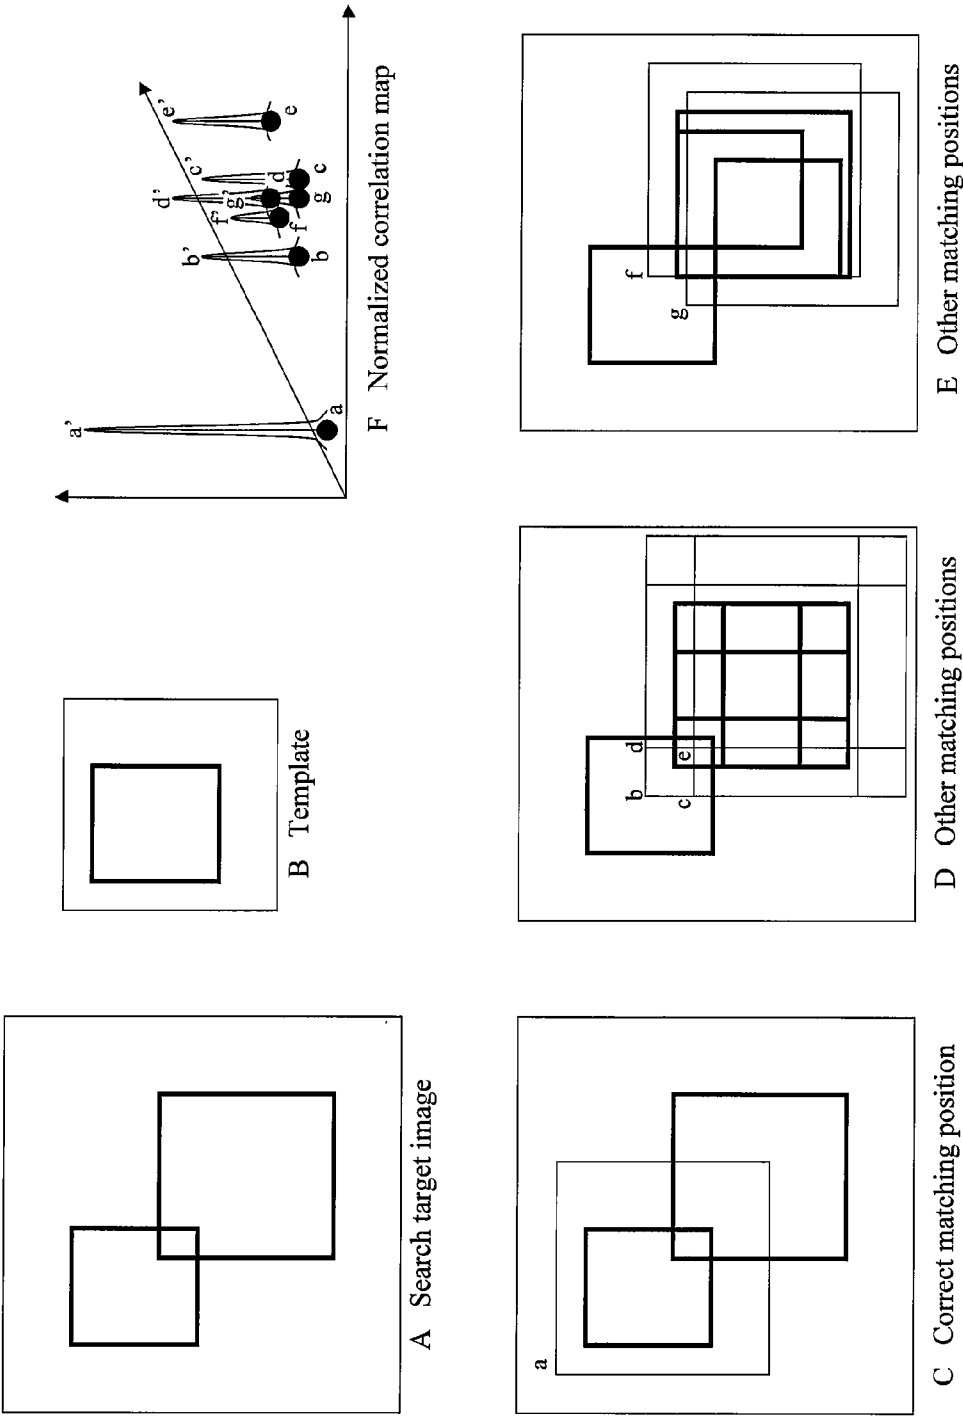 A Search target image
B Template
a'
d' e'
b' c'
f' g'
d
e
f
b g c
a
F Normalized correlation map
a
C Correct matching position
b d
c e
D Other matching positions
f
g
E Other matching positions